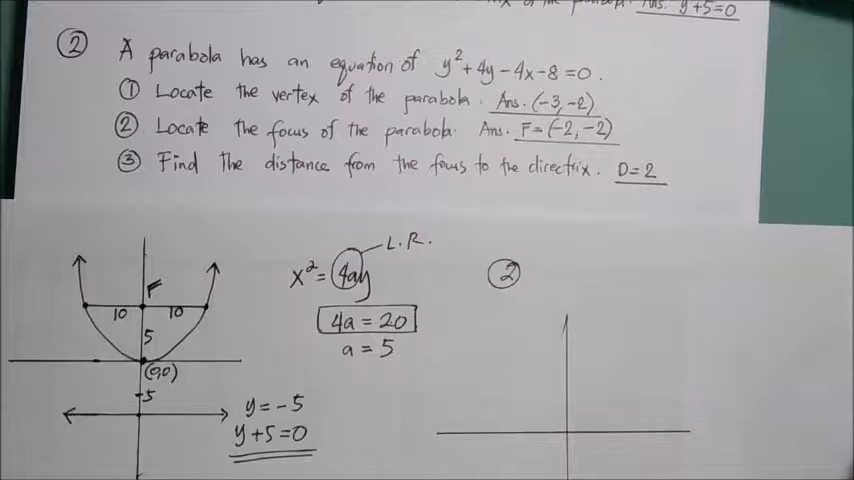 of the parabola. Ans. y+5=0
② A parabola has an equation of y²+4y-4x-8=0.
① Locate the vertex of the parabola. Ans. (-3,-2)
② Locate the focus of the parabola. Ans. F=(-2,-2)
③ Find the distance from the focus to the directrix. D=2
L.R.
x²=4ay
②
F
10 10
4a=20
5
a=5
(0,0)
-5
y=-5
y+5=0